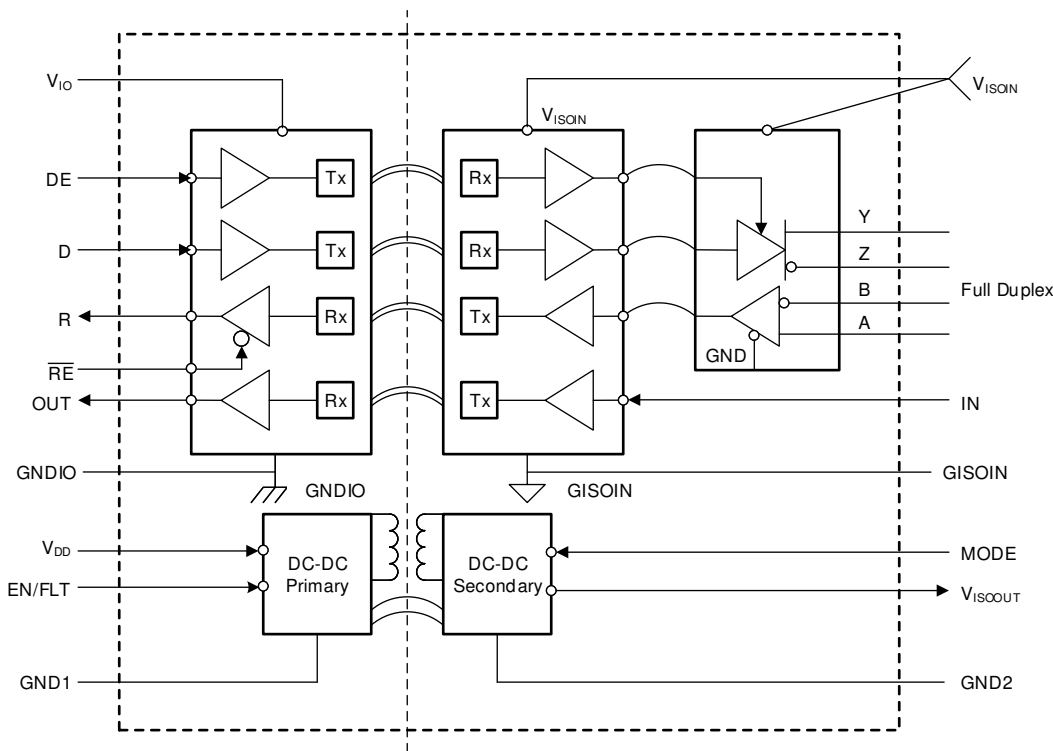 V_IO
V_ISOIN
V_ISOIN
DE
Tx
Rx
D
Tx
Rx
Y
Z
R
Rx
Tx
B
Full Duplex
A
GND
RE
OUT
Rx
Tx
IN
GNDIO
GNDIO
GISOIN
GISOIN
V_DD
DC-DC
Primary
DC-DC
Secondary
MODE
EN/FLT
V_ISOOUT
GND1
GND2